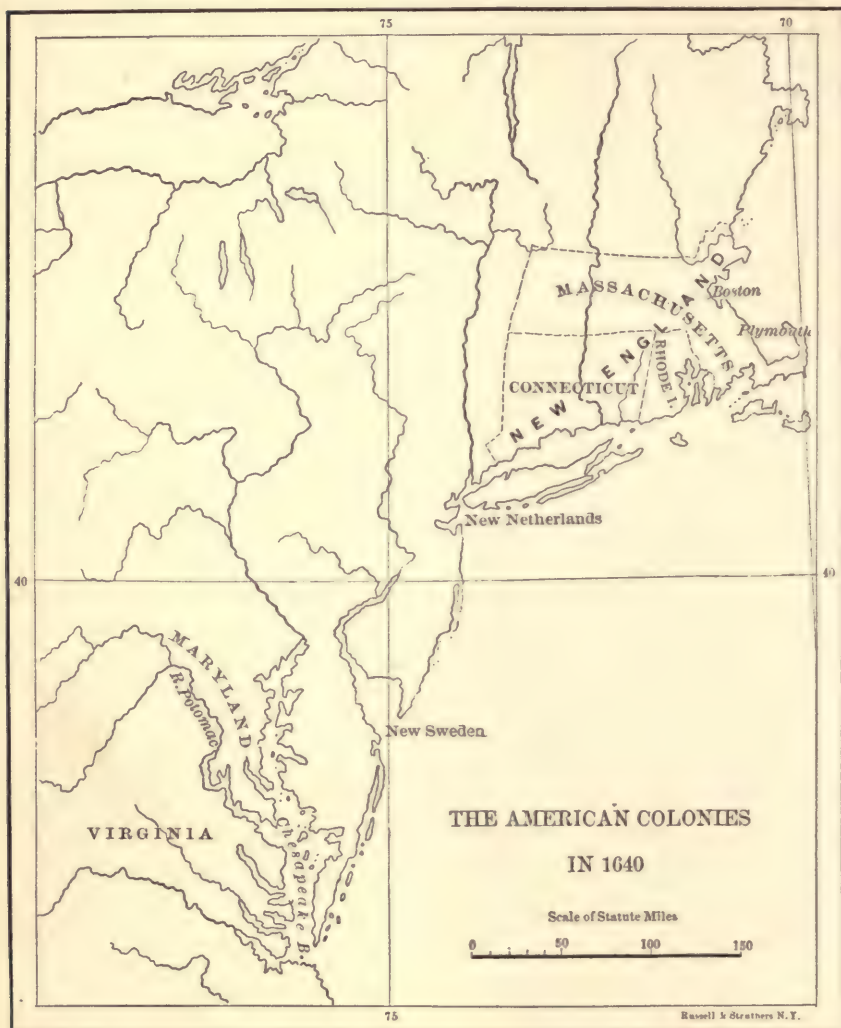 75
70
MASSACHUSETTS
NEW ENGLAND
Boston
Plymouth
RHODE I.
CONNECTICUT
New Netherlands
40
40
MARYLAND
R. Potomac
New Sweden
VIRGINIA
Chesapeake B.
THE AMERICAN COLONIES
IN 1640
Scale of Statute Miles
0 50 100 150
75
Russell & Struthers N.Y.